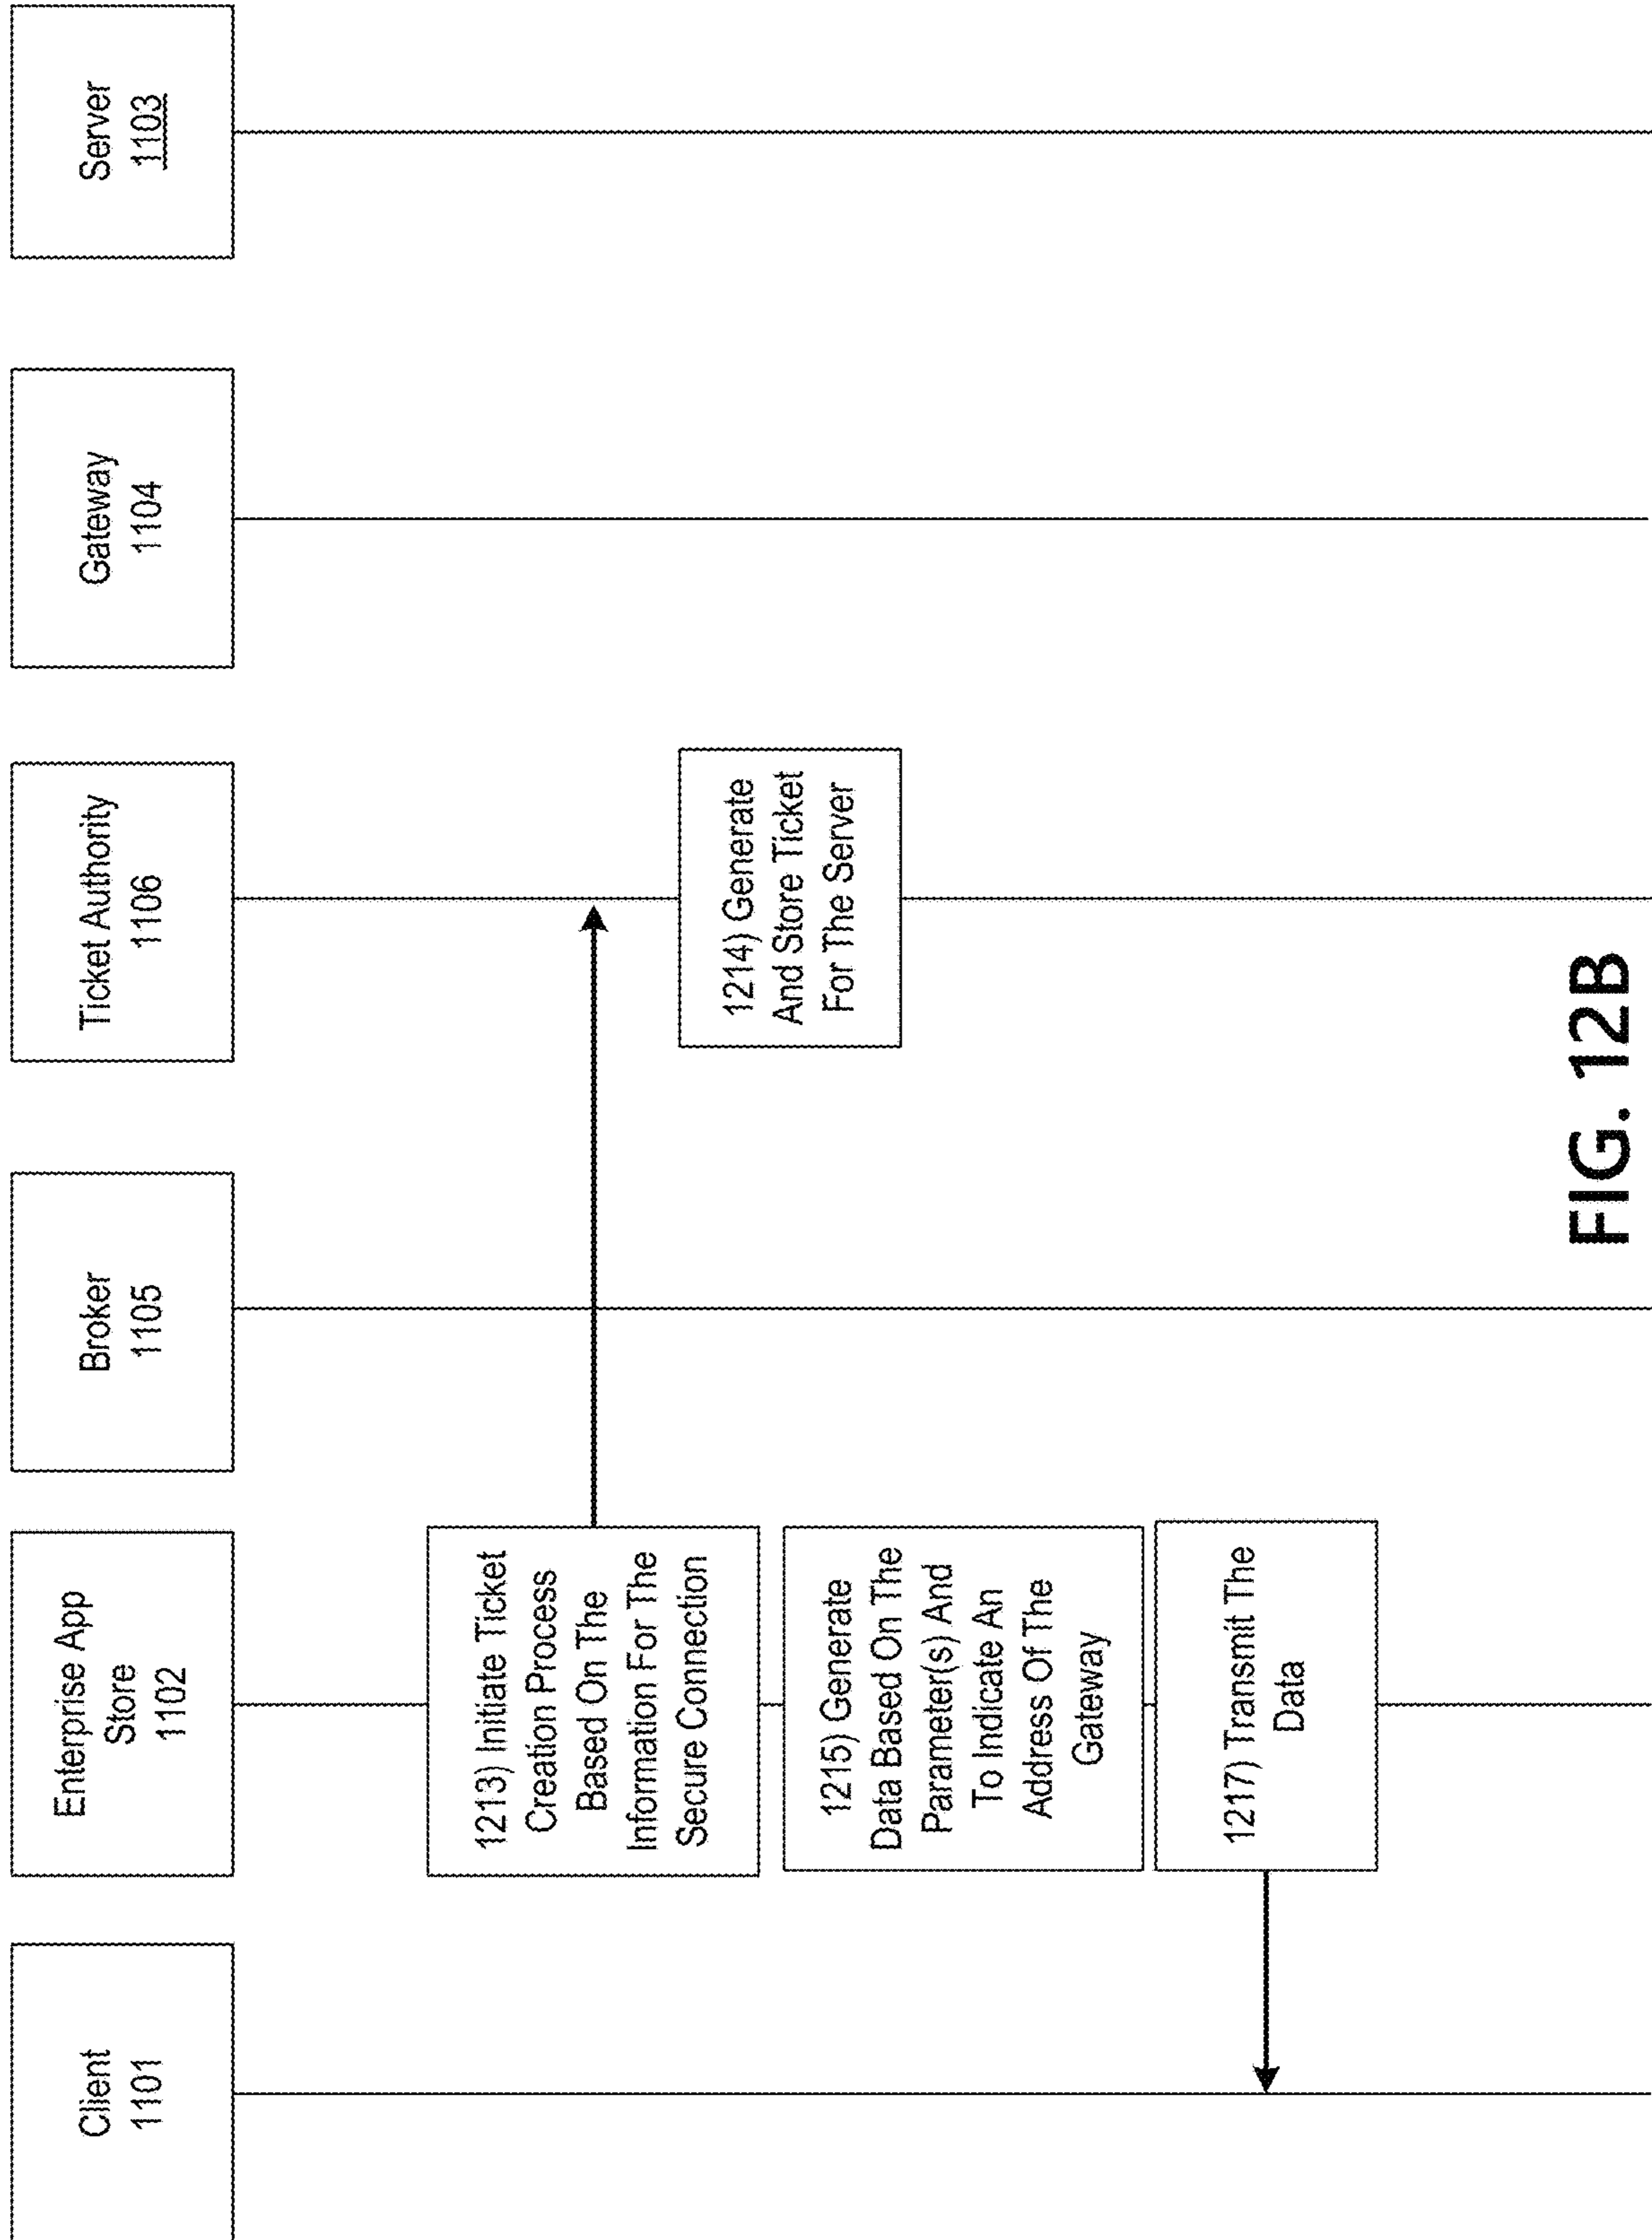 Client
1101
Enterprise App
Store
1102
Broker
1105
Ticket Authority
1106
Gateway
1104
Server
1103
1213) Initiate Ticket
Creation Process
Based On The
Information For The
Secure Connection
1214) Generate
And Store Ticket
For The Server
1215) Generate
Data Based On The
Parameter(s) And
To Indicate An
Address Of The
Gateway
1217) Transmit The
Data
FIG. 12B